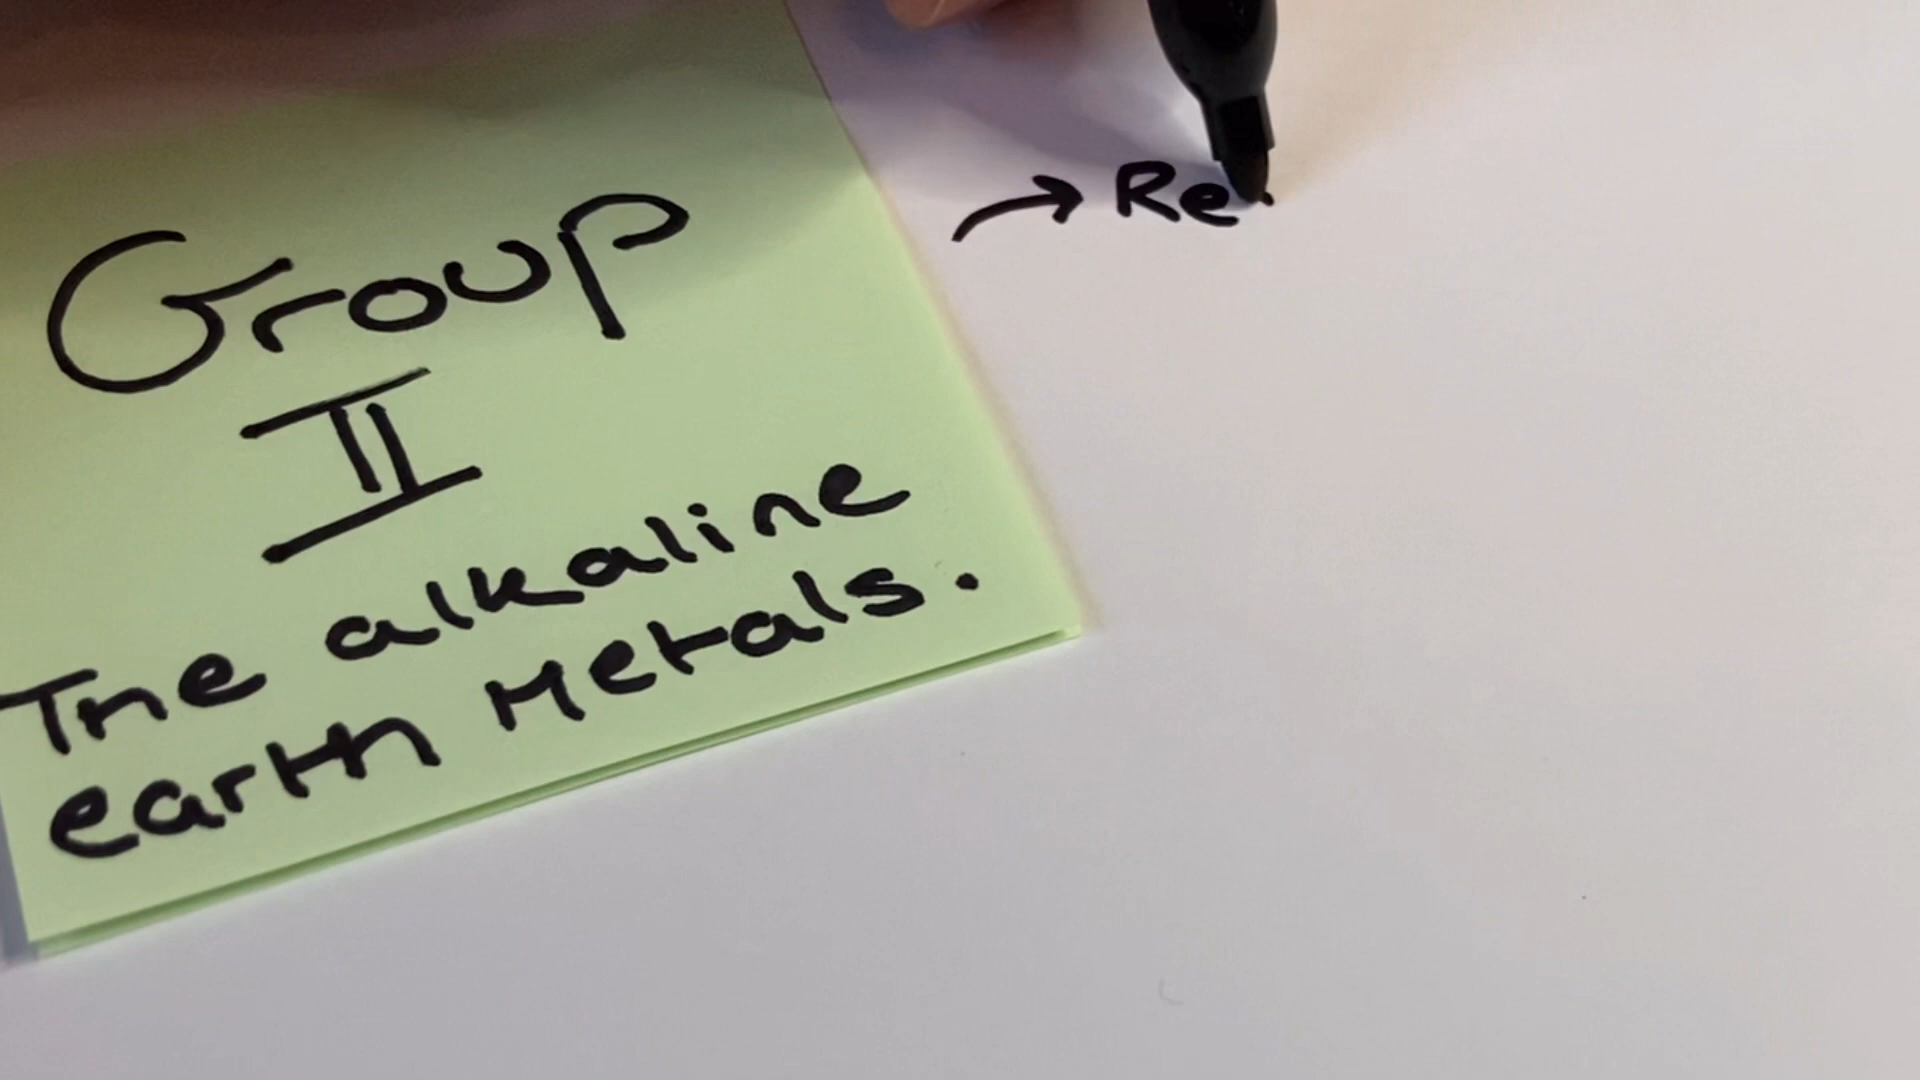 Group
II
The alkaline
earth Metals.
→ Re